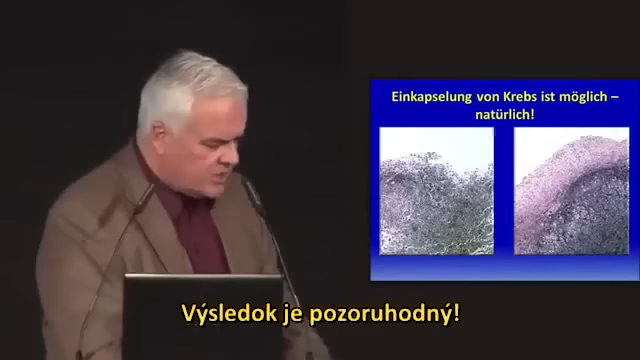 Einkapselung von Krebs ist möglich –
natürlich!
Výsledok je pozoruhodný!